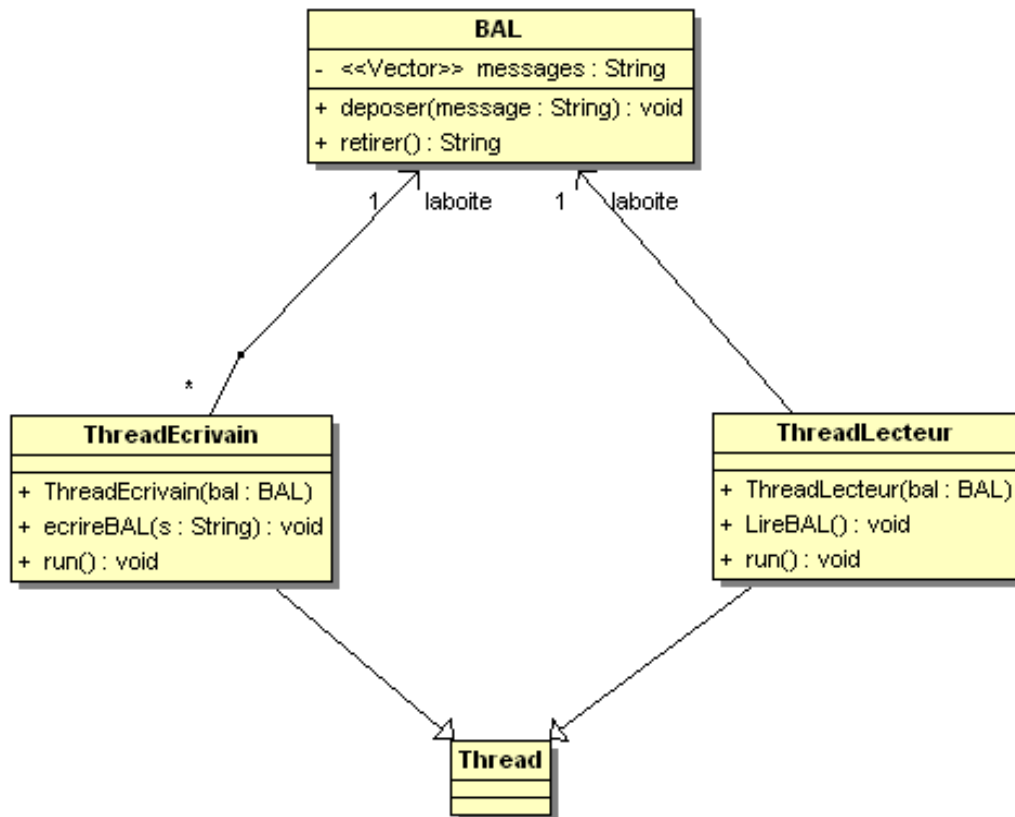 BAL
- <<Vector>> messages : String
+ deposer(message : String) : void
+ retirer() : String
1 laboite 1 laboite
*
ThreadEcrivain
+ ThreadEcrivain(bal : BAL)
+ ecrireBAL(s : String) : void
+ run() : void
ThreadLecteur
+ ThreadLecteur(bal : BAL)
+ LireBAL() : void
+ run() : void
Thread